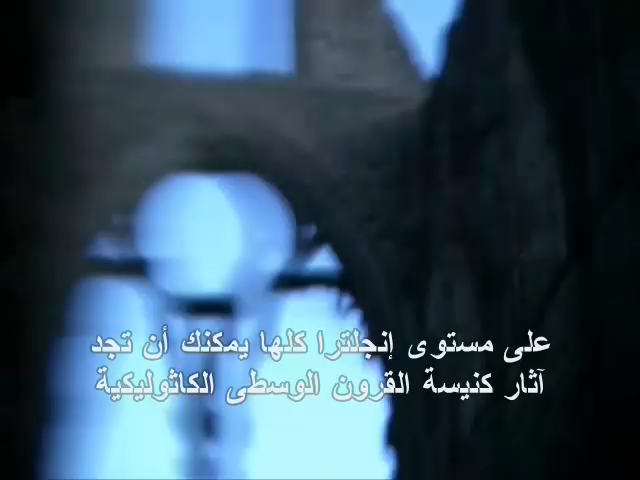 على مستوى إنجلترا كلها يمكنك أن تجد
آثار كنيسة القرون الوسطى الكاثوليكية